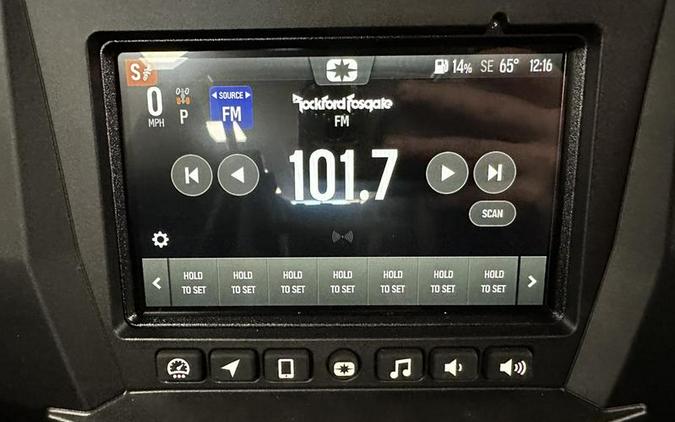 S
14% SE 65° 12:16
0
MPH
P
SOURCE
FM
Rockford Fosgate
FM
101.7
SCAN
HOLD TO SET
HOLD TO SET
HOLD TO SET
HOLD TO SET
HOLD TO SET
HOLD TO SET
HOLD TO SET